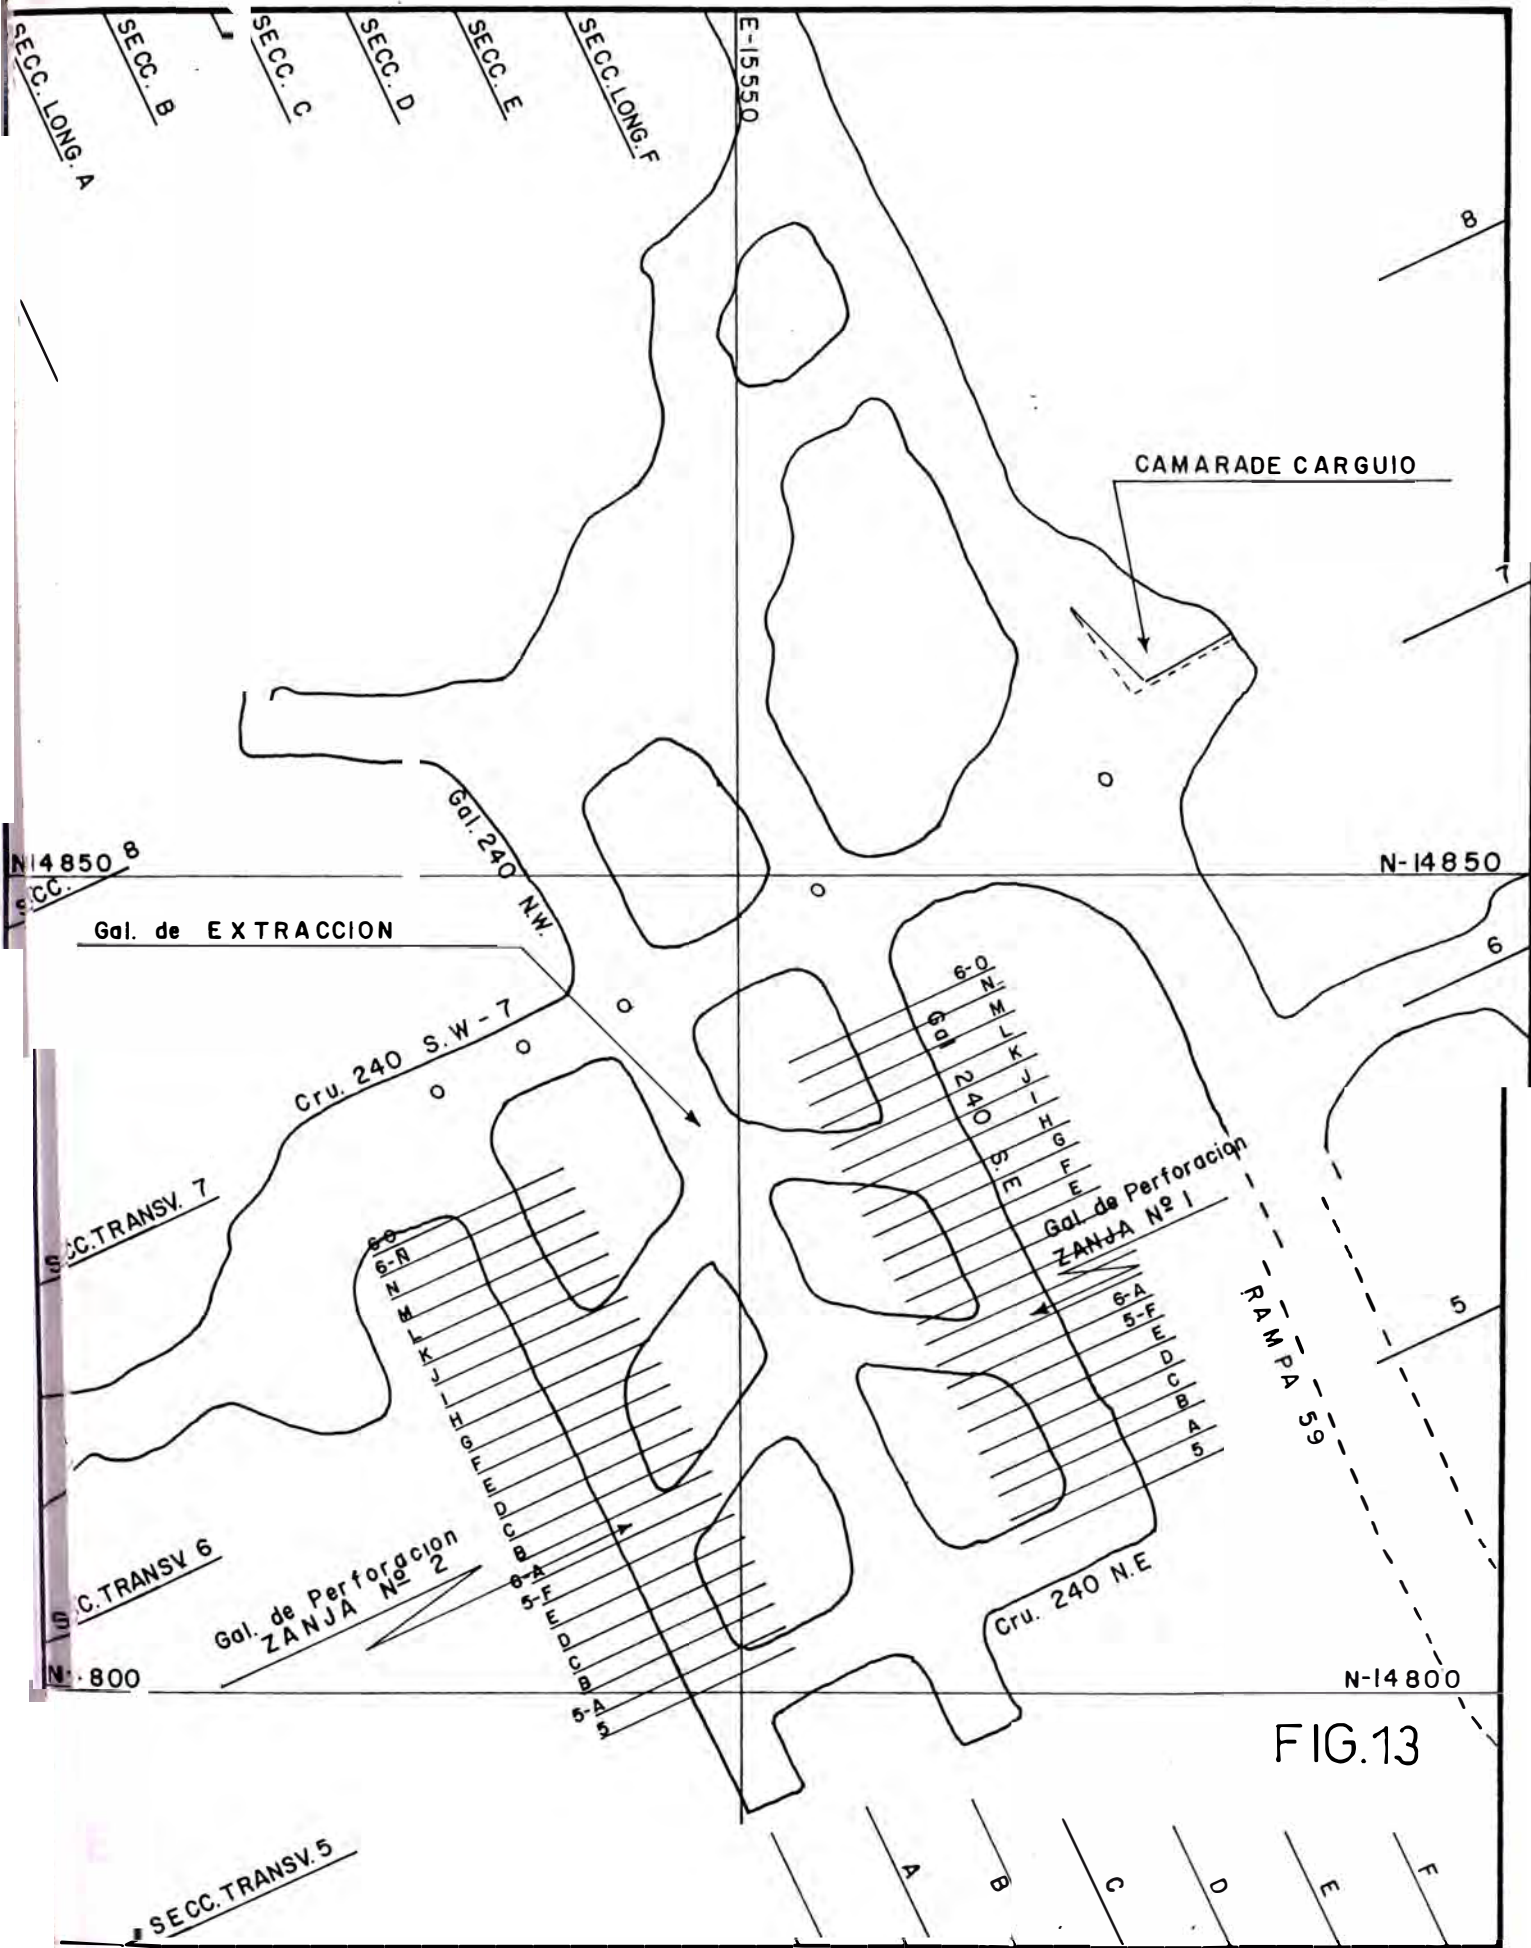 SECC. LONG. A
SECC. B
SECC. C
SECC. D
SECC. E
SECC. LONG. F
E-15550
8
CAMARA DE CARGUIO
7
Gal. 240 N.W.
N14850
8
N-14850
Gal. de EXTRACCION
6
Cru. 240 S.W-7
6-O
N
M
L
K
J
I
H
G
F
E
Gal 240 S.E
Gal. de Perforacion
ZANJA Nº 1
6-A
5-F
E
D
C
B
A
5
RAMPA 59
5
CC. TRANSV. 7
6-O
6-N
N
M
L
K
J
I
H
G
F
E
D
C
B
6-A
5-F
E
D
C
B
5-A
5
C. TRANSV. 6
Gal. de Perforacion
ZANJA Nº 2
Cru. 240 N.E
N-.800
N-14800
FIG.13
SECC. TRANSV. 5
A
B
C
D
E
F